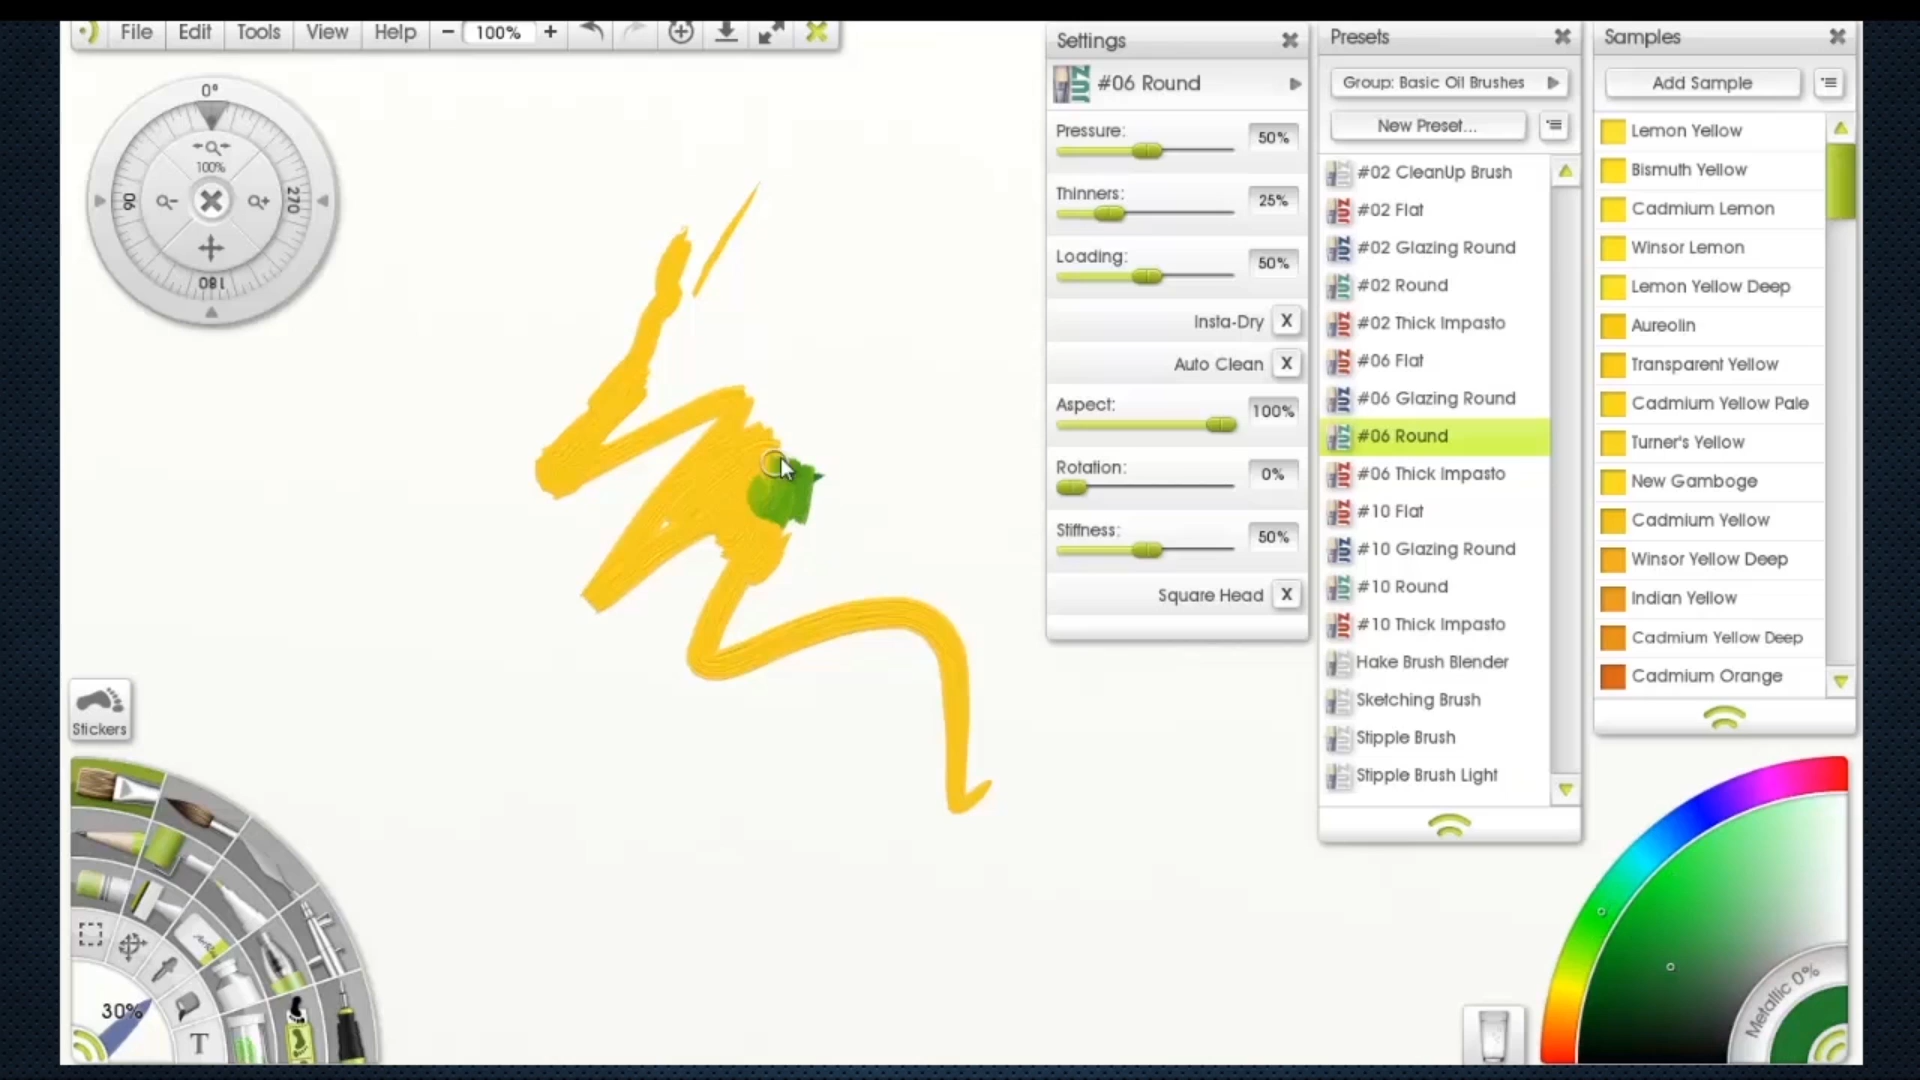 File Edit Tools View Help − 100% +
0°
100%
90
270
180
Stickers
30%
T
Settings
#06 Round
Pressure: 50%
Thinners: 25%
Loading: 50%
Insta-Dry X
Auto Clean X
Aspect: 100%
Rotation: 0%
Stiffness: 50%
Square Head X
Presets
Group: Basic Oil Brushes
New Preset...
#02 CleanUp Brush
#02 Flat
#02 Glazing Round
#02 Round
#02 Thick Impasto
#06 Flat
#06 Glazing Round
#06 Round
#06 Thick Impasto
#10 Flat
#10 Glazing Round
#10 Round
#10 Thick Impasto
Hake Brush Blender
Sketching Brush
Stipple Brush
Stipple Brush Light
Samples
Add Sample
Lemon Yellow
Bismuth Yellow
Cadmium Lemon
Winsor Lemon
Lemon Yellow Deep
Aureolin
Transparent Yellow
Cadmium Yellow Pale
Turner's Yellow
New Gamboge
Cadmium Yellow
Winsor Yellow Deep
Indian Yellow
Cadmium Yellow Deep
Cadmium Orange
Metallic 0%